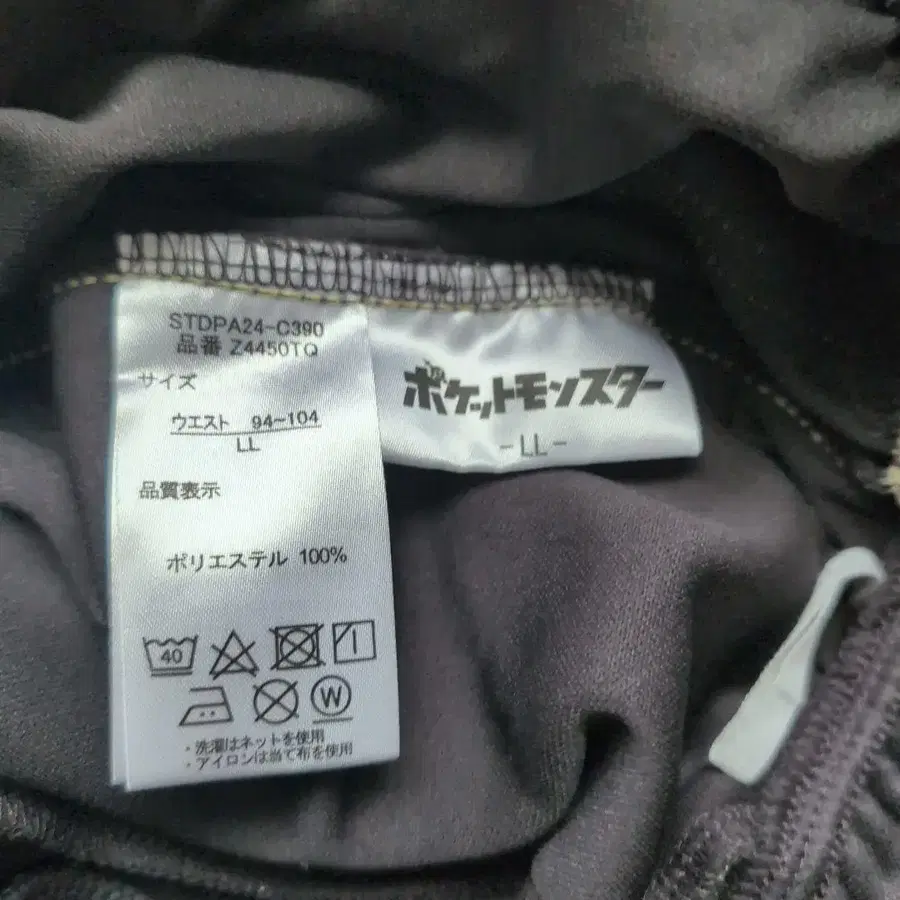 STDPA24-C390
品番 Z4450TQ
サイズ
ウエスト 94-104
LL
品質表示
ポリエステル 100%
40
W
・洗濯はネットを使用
・アイロンは当て布を使用
ポケットモンスター
-LL-